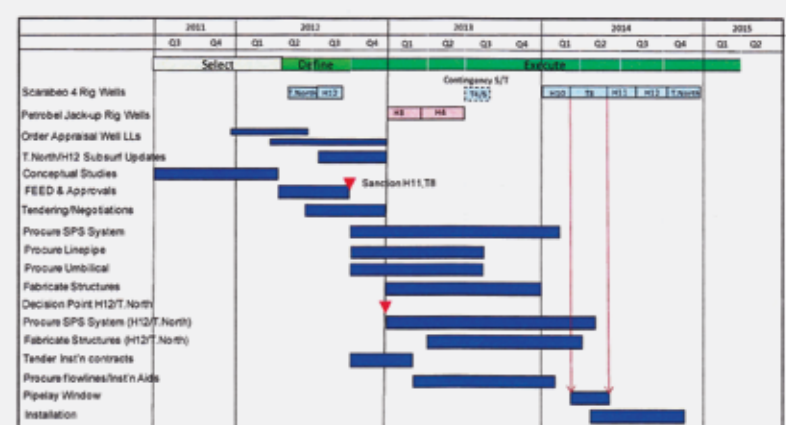 2011 2012 2013 2014 2015
Q3 Q4 Q1 Q2 Q3 Q4 Q1 Q2 Q3 Q4 Q1 Q2 Q3 Q4 Q1 Q2
Select Define Execute
Contingency S/T
Scarabeo 4 Rig Wells T.North H12 H10 T8 H11 H12 T.North
Petrobel Jack-up Rig Wells
Order Appraisal Well LLs
T.North/H12 Subsurf Updates
Conceptual Studies
FEED & Approvals Sanction H11,T8
Tendering/Negotiations
Procure SPS System
Procure Linepipe
Procure Umbilical
Fabricate Structures
Decision Point H12/T.North
Procure SPS System (H12/T.North)
Fabricate Structures (H12/T.North)
Tender Inst'n contracts
Procure flowlines/Inst'n Aids
Pipelay Window
Installation